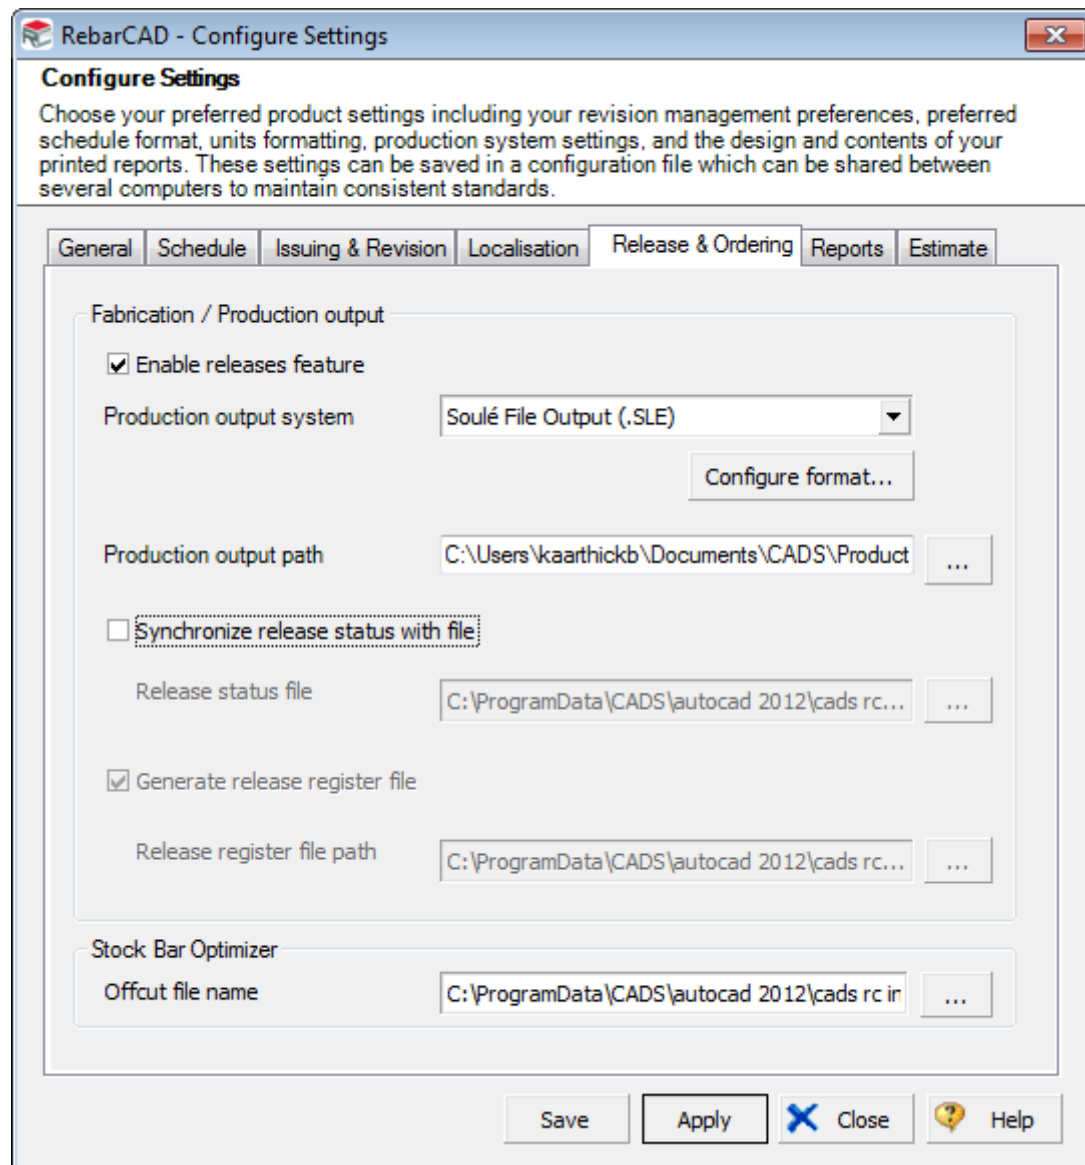 RebarCAD - Configure Settings
Configure Settings
Choose your preferred product settings including your revision management preferences, preferred
schedule format, units formatting, production system settings, and the design and contents of your
printed reports. These settings can be saved in a configuration file which can be shared between
several computers to maintain consistent standards.
General Schedule Issuing & Revision Localisation Release & Ordering Reports Estimate
Fabrication / Production output
Enable releases feature
Production output system Soulé File Output (.SLE)
Configure format...
Production output path C:\Users\kaarthickb\Documents\CADS\Product ...
Synchronize release status with file
Release status file C:\ProgramData\CADS\autocad 2012\cads rc... ...
Generate release register file
Release register file path C:\ProgramData\CADS\autocad 2012\cads rc... ...
Stock Bar Optimizer
Offcut file name C:\ProgramData\CADS\autocad 2012\cads rc in ...
Save Apply Close Help